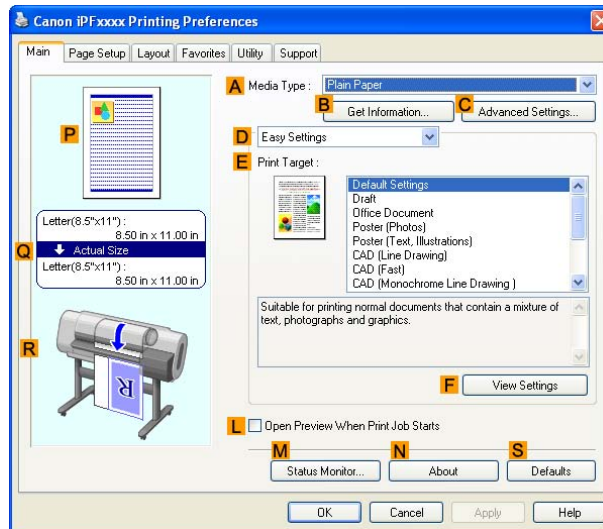 Canon iPFxxxx Printing Preferences
Main Page Setup Layout Favorites Utility Support
A Media Type : Plain Paper
B C
Get Information... Advanced Settings...
D Easy Settings
E Print Target :
P
Default Settings
Draft
Office Document
Poster (Photos)
Poster (Text, Illustrations)
CAD (Line Drawing)
CAD (Fast)
CAD (Monochrome Line Drawing )
Letter(8.5"x11") :
8.50 in x 11.00 in
Q Actual Size
Letter(8.5"x11") :
8.50 in x 11.00 in
Suitable for printing normal documents that contain a mixture of
text, photographs and graphics.
R
R
F View Settings
L Open Preview When Print Job Starts
M N S
Status Monitor... About Defaults
OK Cancel Apply Help